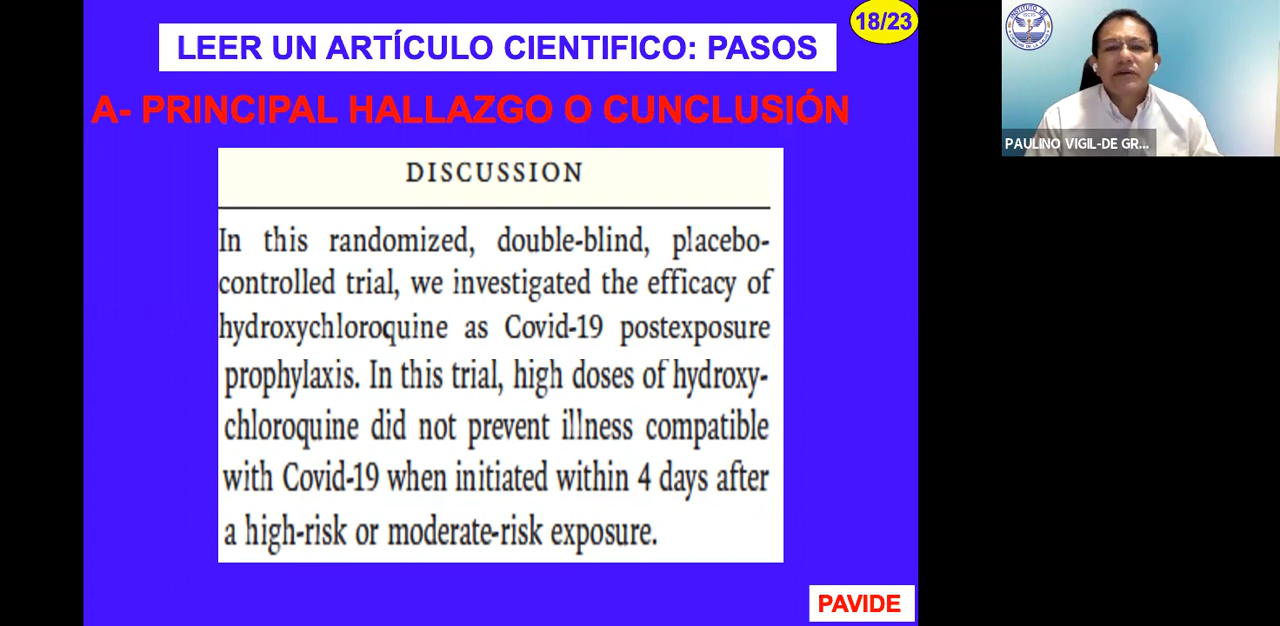 18/23
LEER UN ARTÍCULO CIENTIFICO: PASOS
A- PRINCIPAL HALLAZGO O CUNCLUSIÓN
DISCUSSION
In this randomized, double-blind, placebo-
controlled trial, we investigated the efficacy of
hydroxychloroquine as Covid-19 postexposure
prophylaxis. In this trial, high doses of hydroxy-
chloroquine did not prevent illness compatible
with Covid-19 when initiated within 4 days after
a high-risk or moderate-risk exposure.
PAVIDE
INSTITUTO DE
PAULINO VIGIL-DE GR...